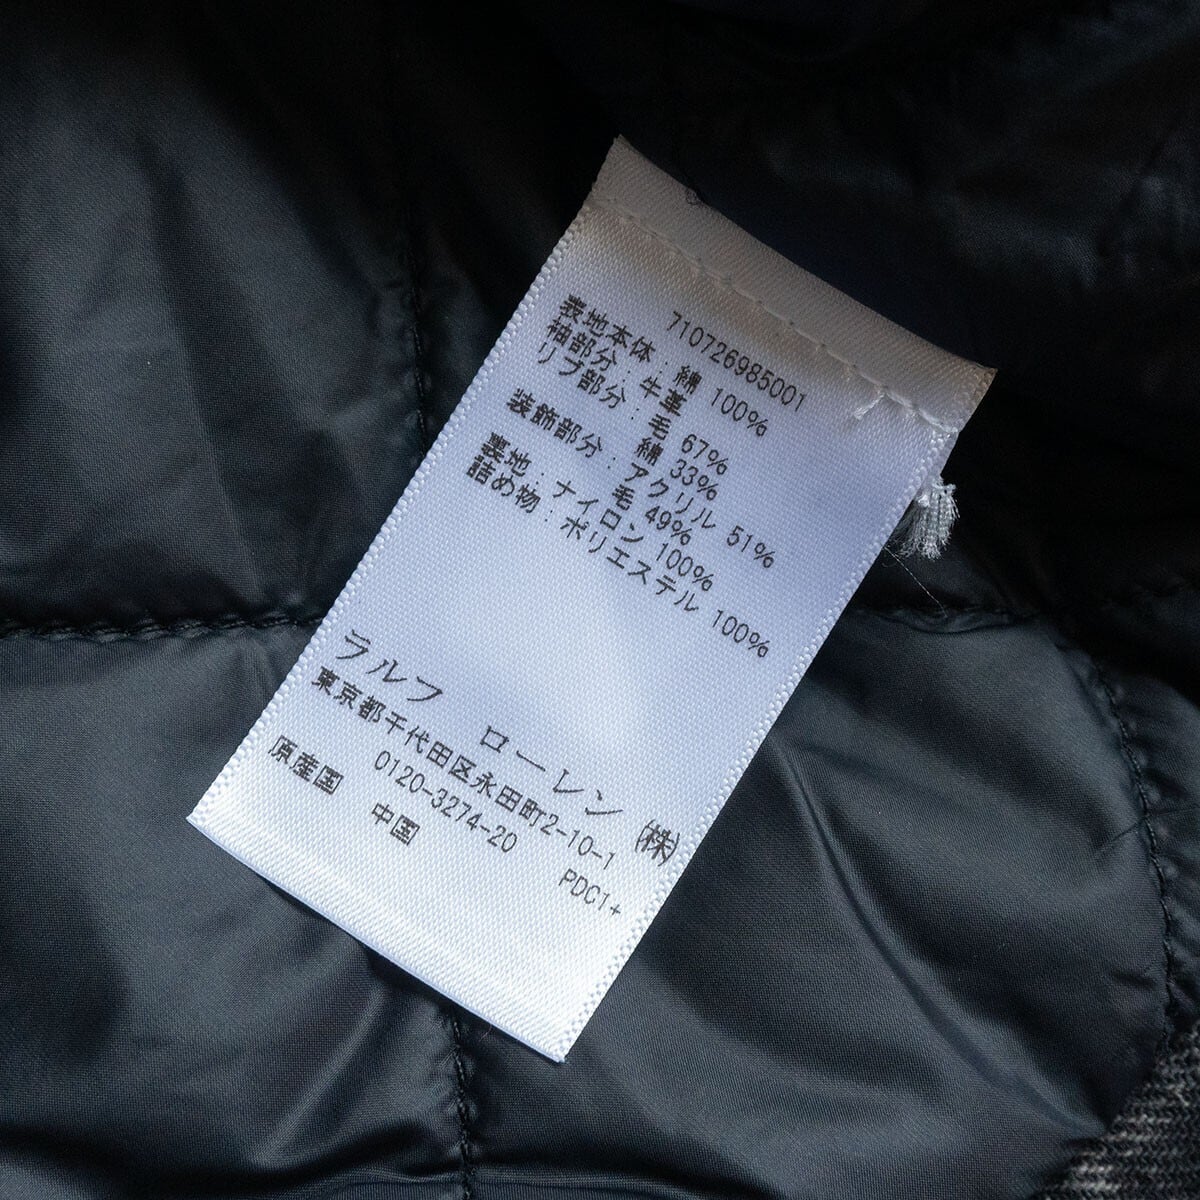 710726985001
表地本体：綿 100%
袖部分：牛革
リブ部分：毛 67%
綿 33%
装飾部分：アクリル 51%
毛 49%
裏地：ナイロン 100%
詰め物：ポリエステル 100%
ラルフ ローレン ㈱
東京都千代田区永田町2-10-1
0120-3274-20
PDC1+
原産国 中国